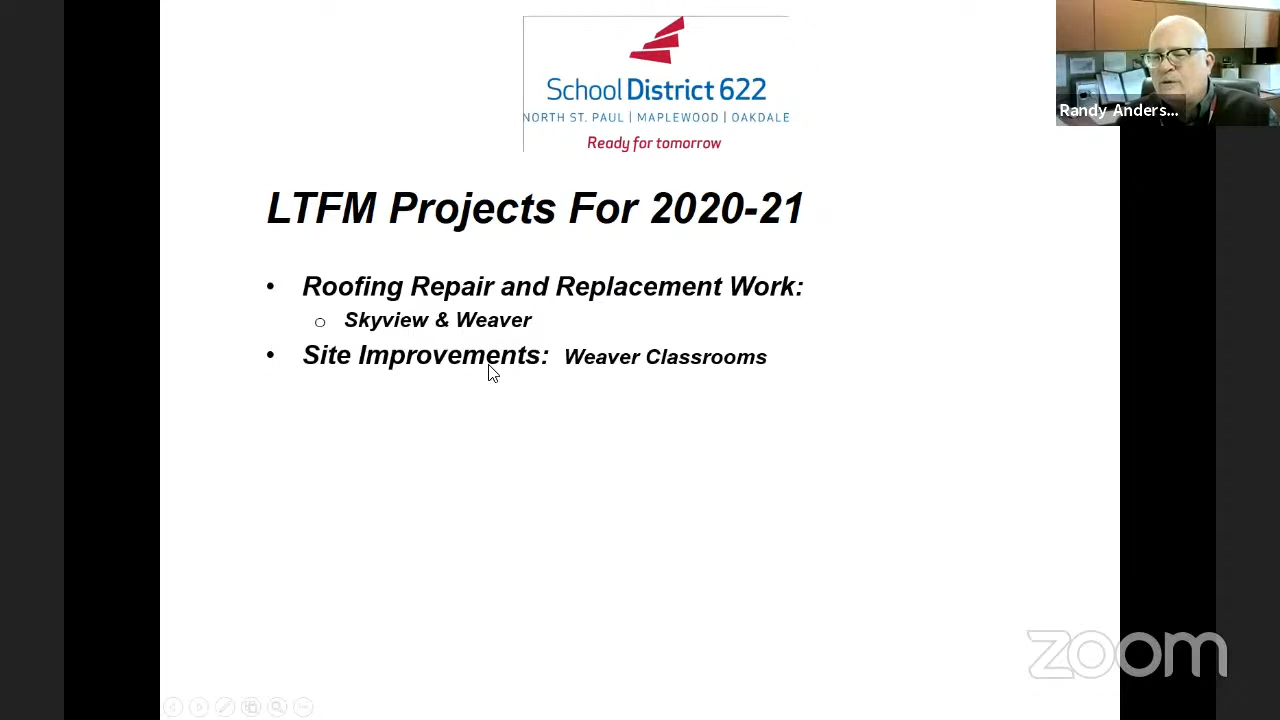 School District 622
NORTH ST. PAUL | MAPLEWOOD | OAKDALE
Ready for tomorrow
Randy Anders...
LTFM Projects For 2020-21
• Roofing Repair and Replacement Work:
o Skyview & Weaver
• Site Improvements: Weaver Classrooms
zoom